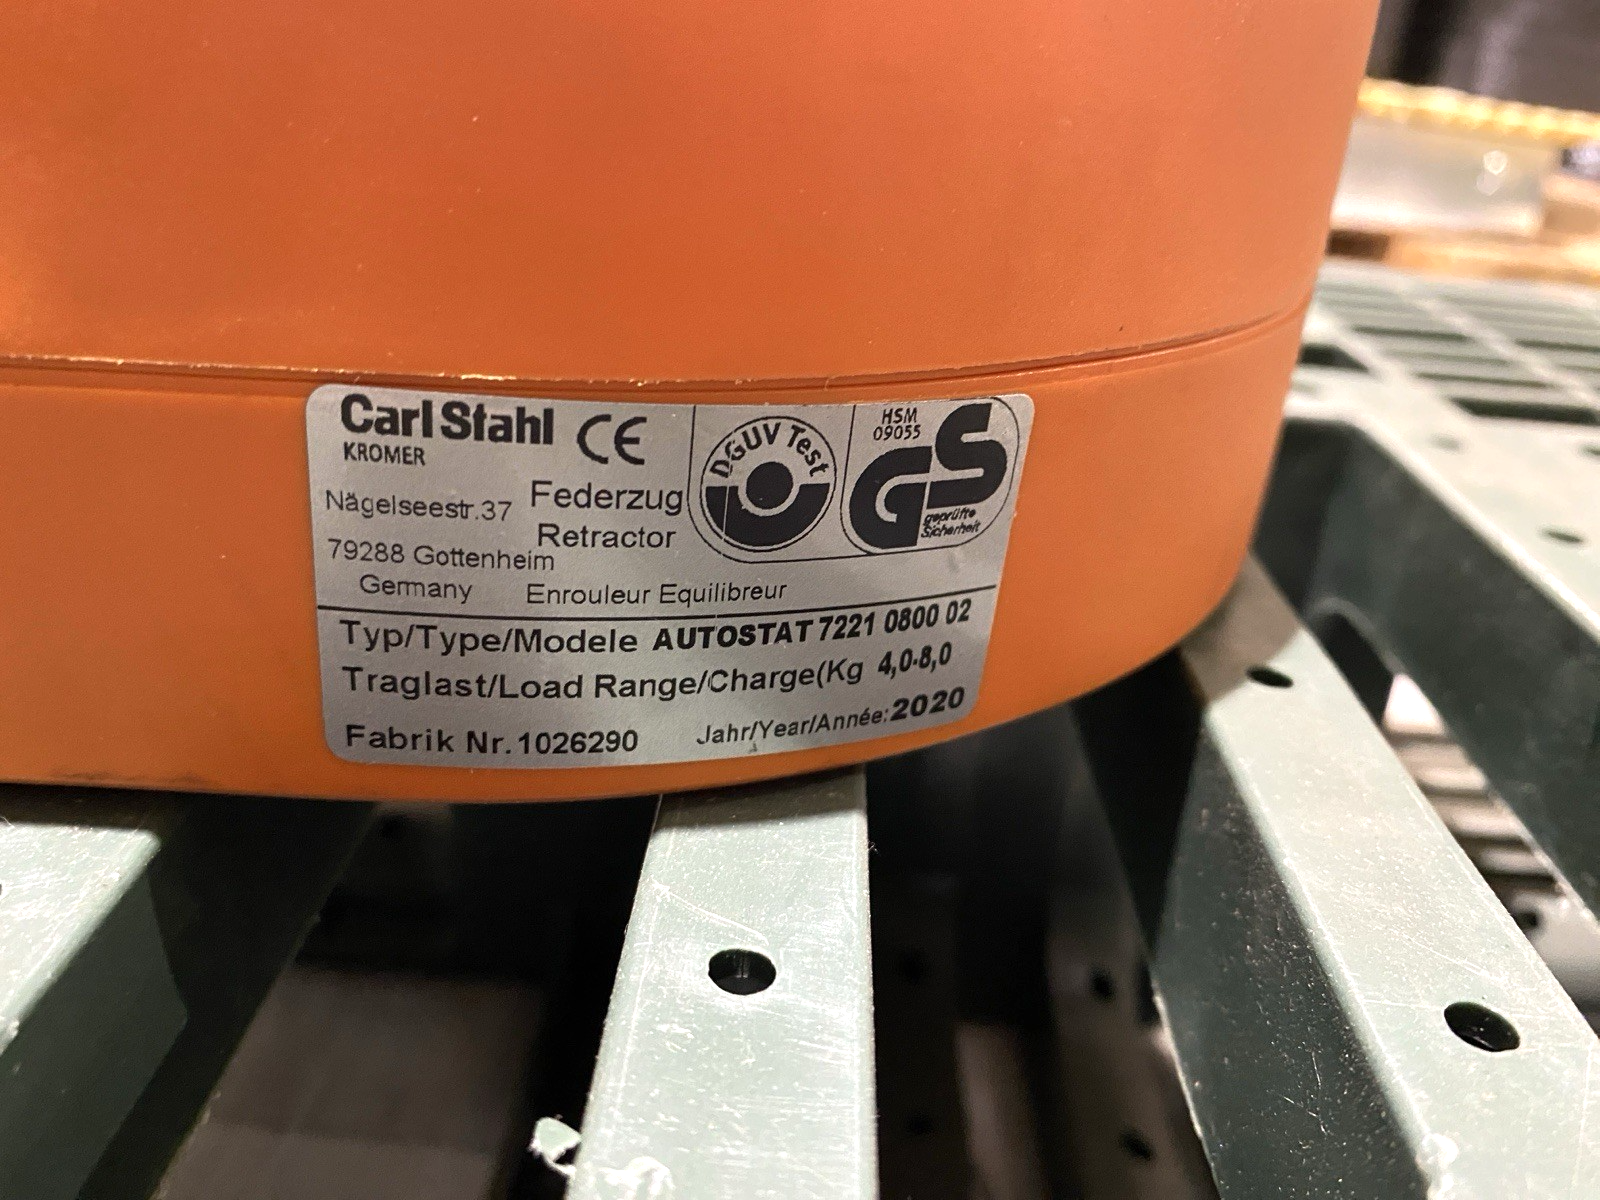 Carl Stahl
KROMER
CE
DGUV Test
HSM
09055
GS
geprüfte
Sicherheit
Nägelseestr.37
79288 Gottenheim
Germany
Federzug
Retractor
Enrouleur Equilibreur
Typ/Type/Modele AUTOSTAT 7221 0800 02
Traglast/Load Range/Charge(Kg 4,0-8,0
Fabrik Nr.1026290 Jahr/Year/Année:2020